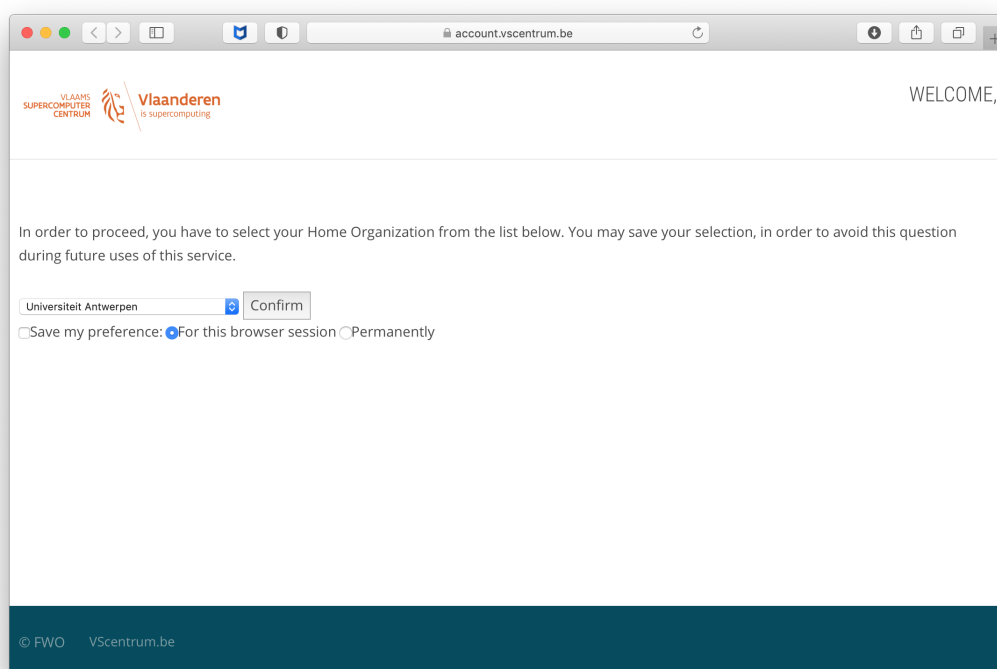 account.vscentrum.be
VLAAMS
SUPERCOMPUTER
CENTRUM
Vlaanderen
is supercomputing
WELCOME,
In order to proceed, you have to select your Home Organization from the list below. You may save your selection, in order to avoid this question
during future uses of this service.
Universiteit Antwerpen
Confirm
Save my preference: For this browser session Permanently
© FWO VScentrum.be